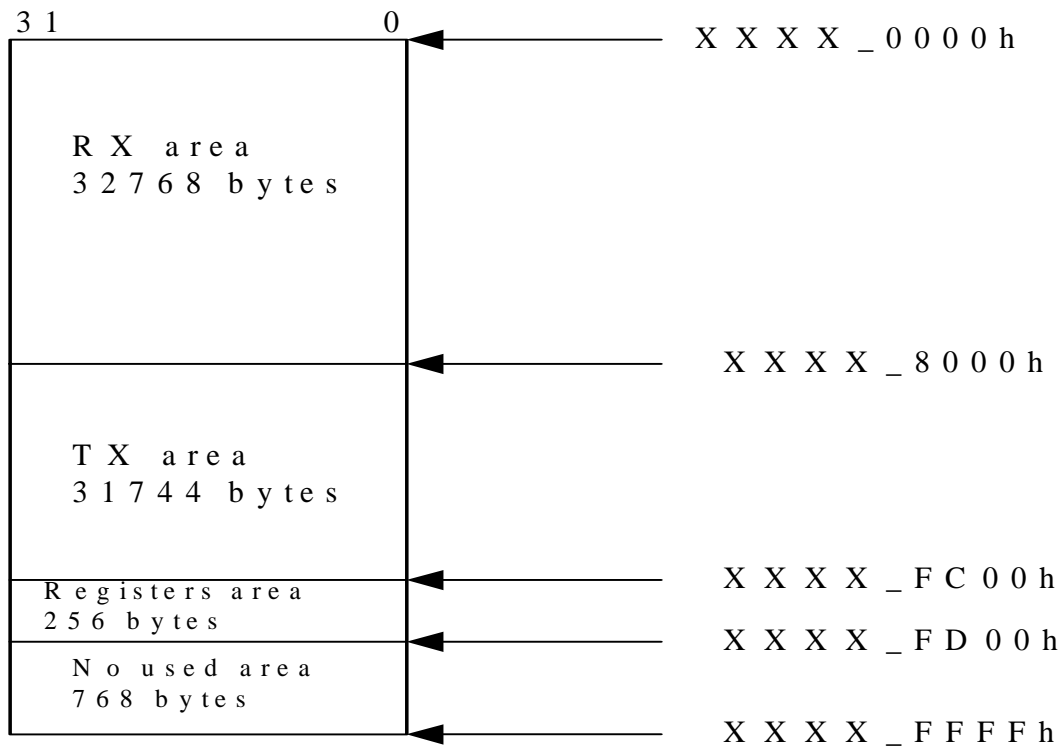 31 0
XXXX_0000h
RX area
32768 bytes
XXXX_8000h
TX area
31744 bytes
XXXX_FC00h
Registers area
256 bytes
XXXX_FD00h
No used area
768 bytes
XXXX_FFFFh